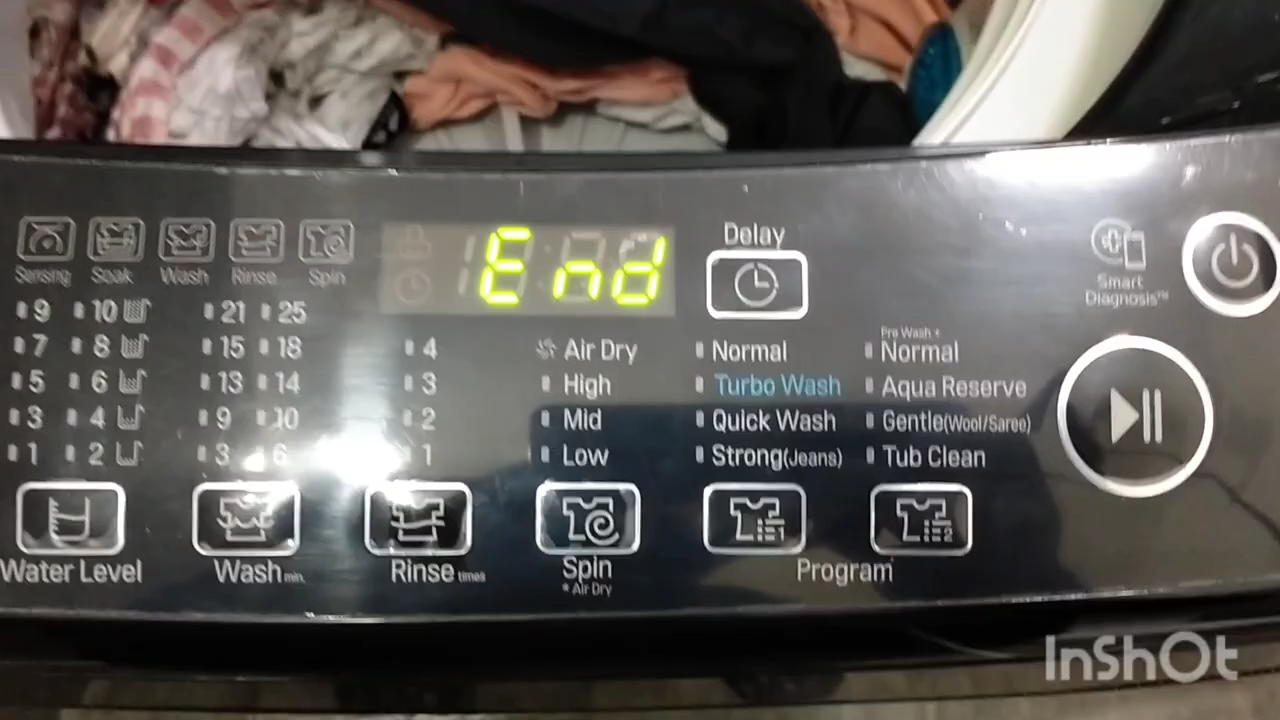 End
Delay
Sensing Soak Wash Rinse Spin
Smart
Diagnosis™
9 10 21 25
7 8 15 18 4 Air Dry Normal Pre Wash + Normal
5 6 13 14 3 High Turbo Wash Aqua Reserve
3 4 9 10 2 Mid Quick Wash Gentle(Wool/Saree)
1 2 3 6 1 Low Strong(Jeans) Tub Clean
1 2
Water Level Wash min. Rinse times Spin Program
* Air Dry
InShOt